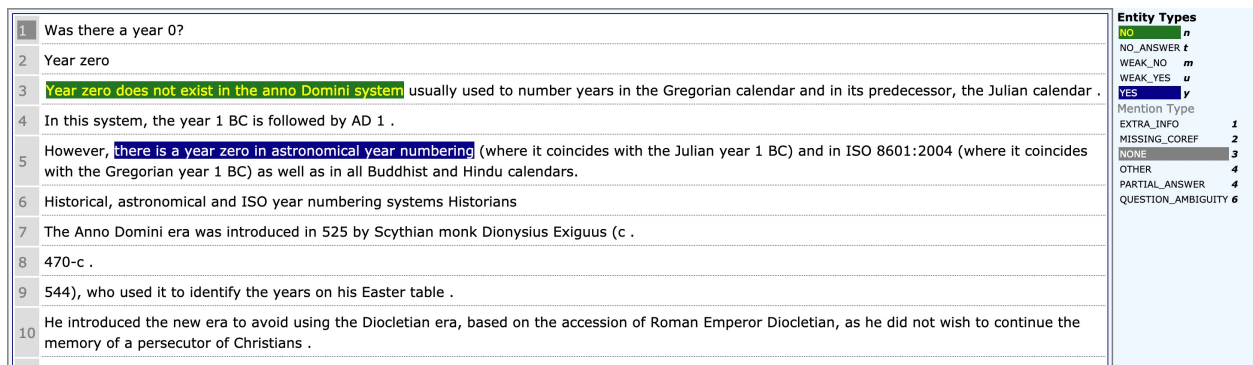 1 Was there a year 0?
2 Year zero
3 Year zero does not exist in the anno Domini system usually used to number years in the Gregorian calendar and in its predecessor, the Julian calendar .
4 In this system, the year 1 BC is followed by AD 1 .
5 However, there is a year zero in astronomical year numbering (where it coincides with the Julian year 1 BC) and in ISO 8601:2004 (where it coincides
with the Gregorian year 1 BC) as well as in all Buddhist and Hindu calendars.
6 Historical, astronomical and ISO year numbering systems Historians
7 The Anno Domini era was introduced in 525 by Scythian monk Dionysius Exiguus (c .
8 470-c .
9 544), who used it to identify the years on his Easter table .
10 He introduced the new era to avoid using the Diocletian era, based on the accession of Roman Emperor Diocletian, as he did not wish to continue the
memory of a persecutor of Christians .
Entity Types
NO n
NO_ANSWER t
WEAK_NO m
WEAK_YES u
YES y
Mention Type
EXTRA_INFO 1
MISSING_COREF 2
NONE 3
OTHER 4
PARTIAL_ANSWER 4
QUESTION_AMBIGUITY 6